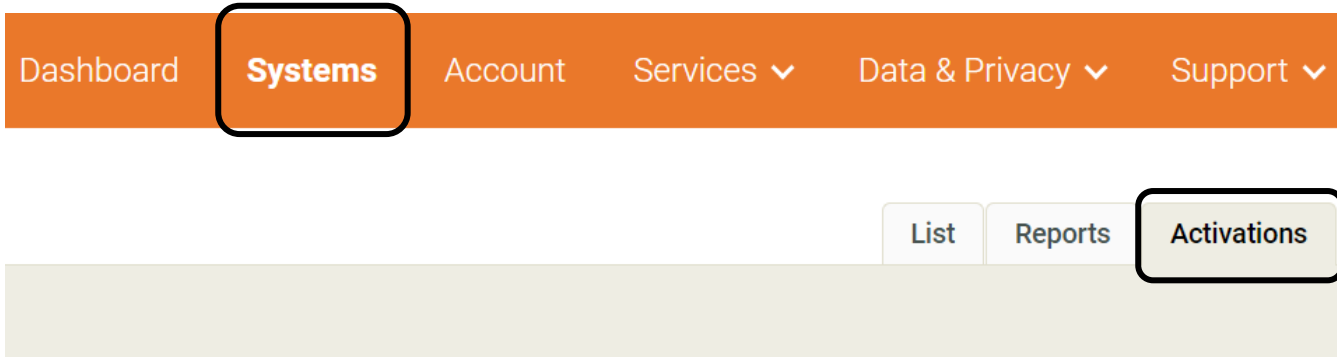 Dashboard Systems Account Services Data & Privacy Support
List Reports Activations